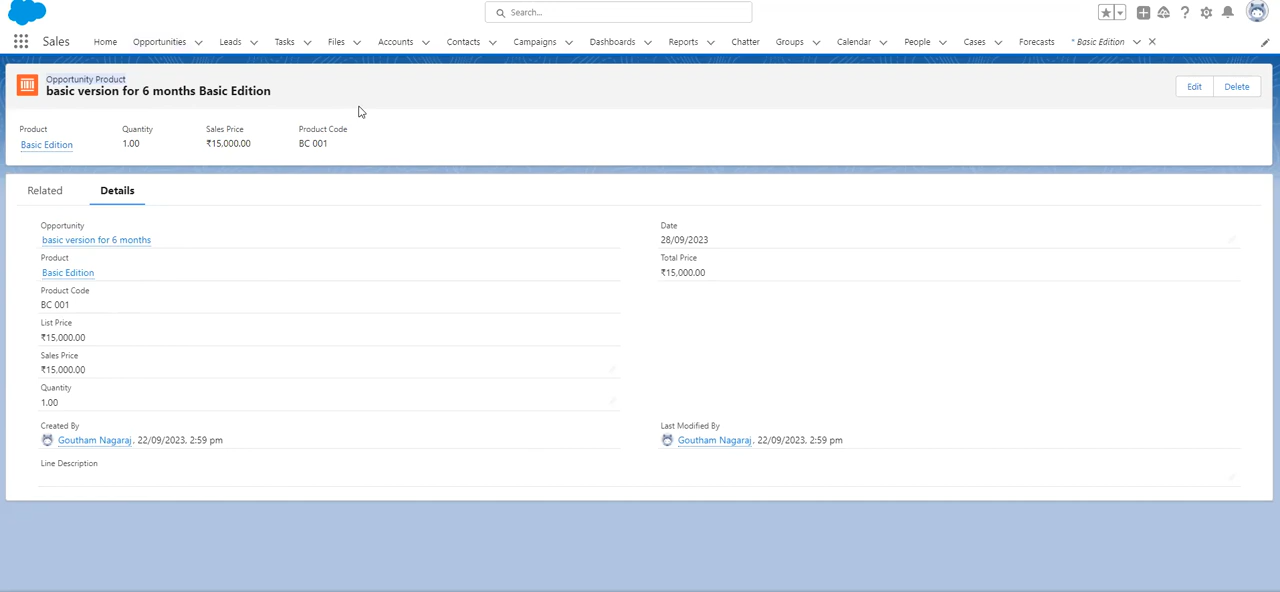 Search...
Sales Home Opportunities Leads Tasks Files Accounts Contacts Campaigns Dashboards Reports Chatter Groups Calendar People Cases Forecasts * Basic Edition
Opportunity Product
basic version for 6 months Basic Edition
Edit Delete
Product Quantity Sales Price Product Code
Basic Edition 1.00 ₹15,000.00 BC 001
Related Details
Opportunity
basic version for 6 months
Date
28/09/2023
Product
Basic Edition
Total Price
₹15,000.00
Product Code
BC 001
List Price
₹15,000.00
Sales Price
₹15,000.00
Quantity
1.00
Created By
Goutham Nagaraj, 22/09/2023, 2:59 pm
Last Modified By
Goutham Nagaraj, 22/09/2023, 2:59 pm
Line Description